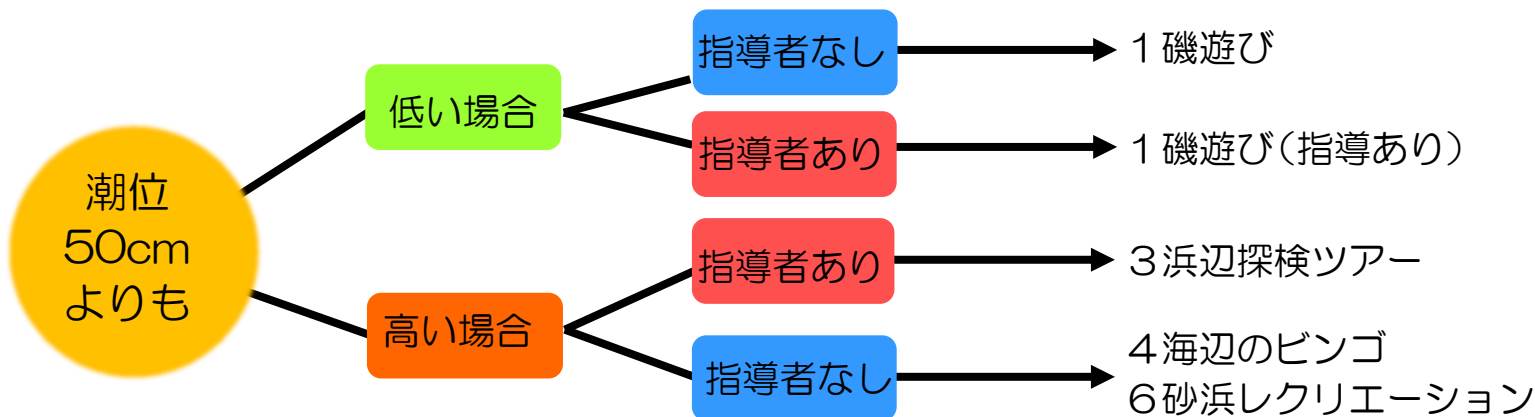 潮位
50cm
よりも
低い場合
指導者なし
1磯遊び
指導者あり
1磯遊び(指導あり)
高い場合
指導者あり
3浜辺探検ツアー
指導者なし
4海辺のビンゴ
6砂浜レクリエーション